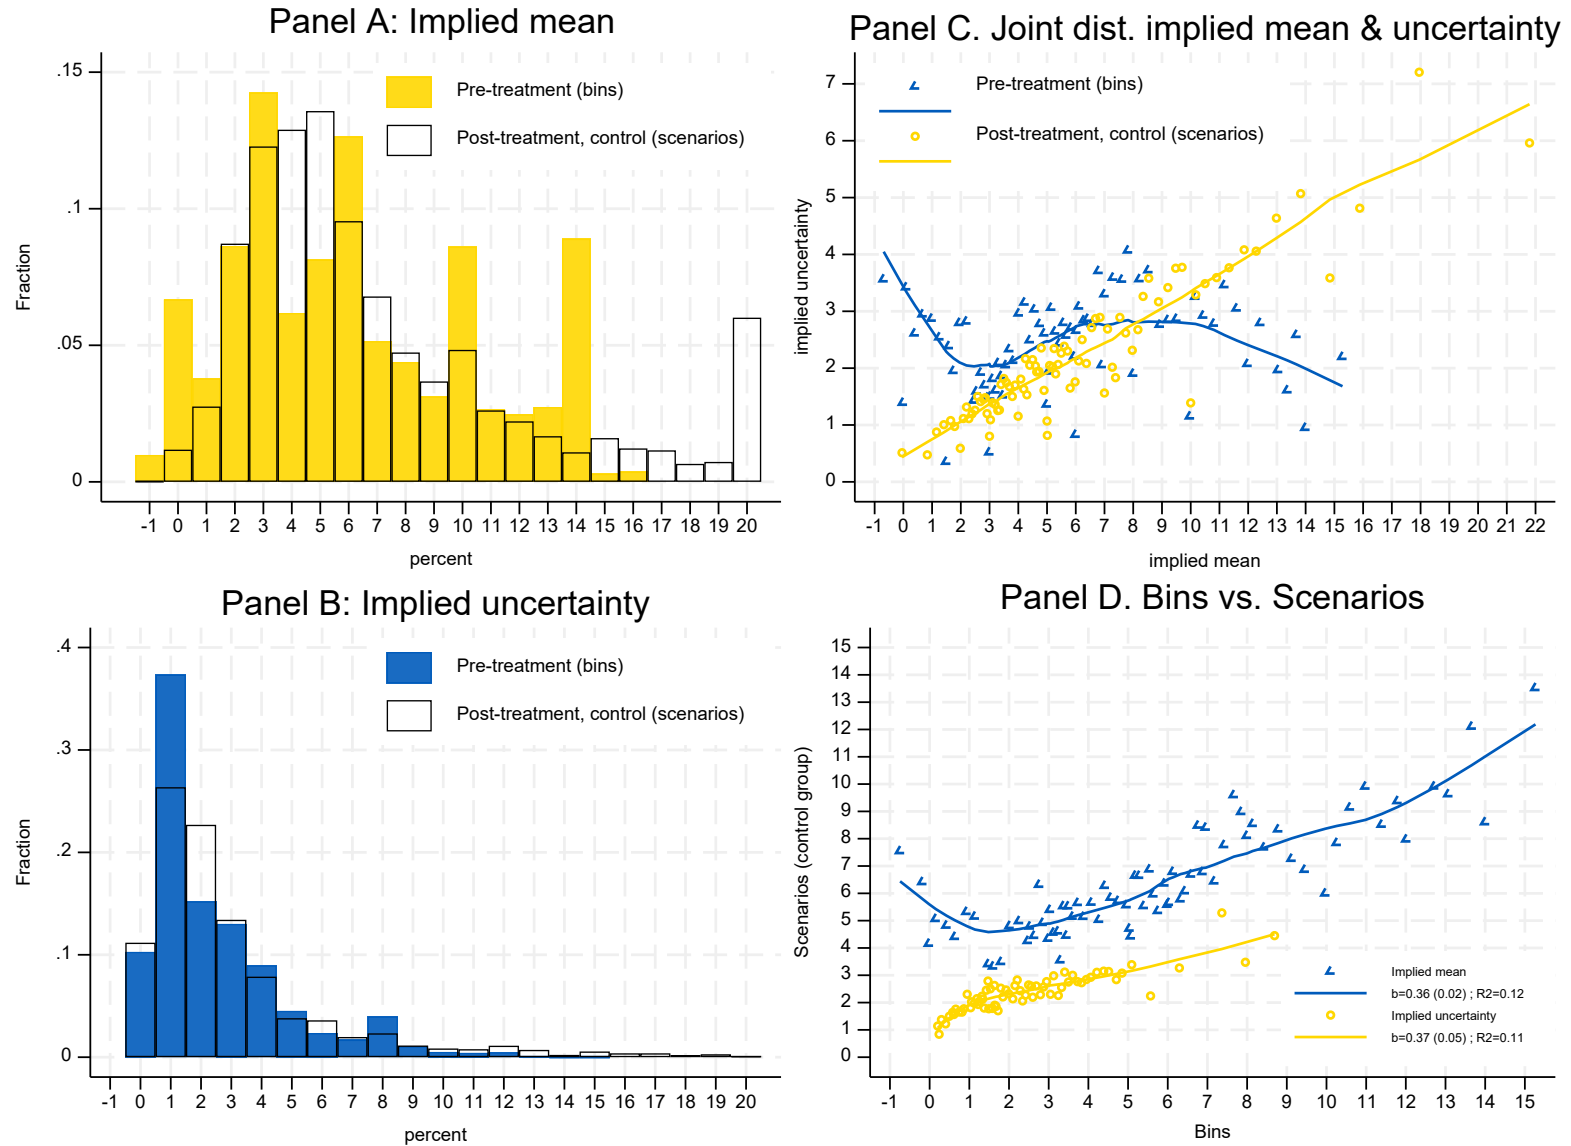 Panel A: Implied mean
Pre-treatment (bins)
Post-treatment, control (scenarios)
Fraction
.15
.1
.05
0
-1 0 1 2 3 4 5 6 7 8 9 10 11 12 13 14 15 16 17 18 19 20
percent
Panel C. Joint dist. implied mean & uncertainty
Pre-treatment (bins)
Post-treatment, control (scenarios)
implied uncertainty
7
6
5
4
3
2
1
0
-1 0 1 2 3 4 5 6 7 8 9 10 11 12 13 14 15 16 17 18 19 20 21 22
implied mean
Panel B: Implied uncertainty
Pre-treatment (bins)
Post-treatment, control (scenarios)
Fraction
.4
.3
.2
.1
0
-1 0 1 2 3 4 5 6 7 8 9 10 11 12 13 14 15 16 17 18 19 20
percent
Panel D. Bins vs. Scenarios
Scenarios (control group)
15
14
13
12
11
10
9
8
7
6
5
4
3
2
1
0
Implied mean
b=0.36 (0.02) ; R2=0.12
Implied uncertainty
b=0.37 (0.05) ; R2=0.11
-1 0 1 2 3 4 5 6 7 8 9 10 11 12 13 14 15
Bins